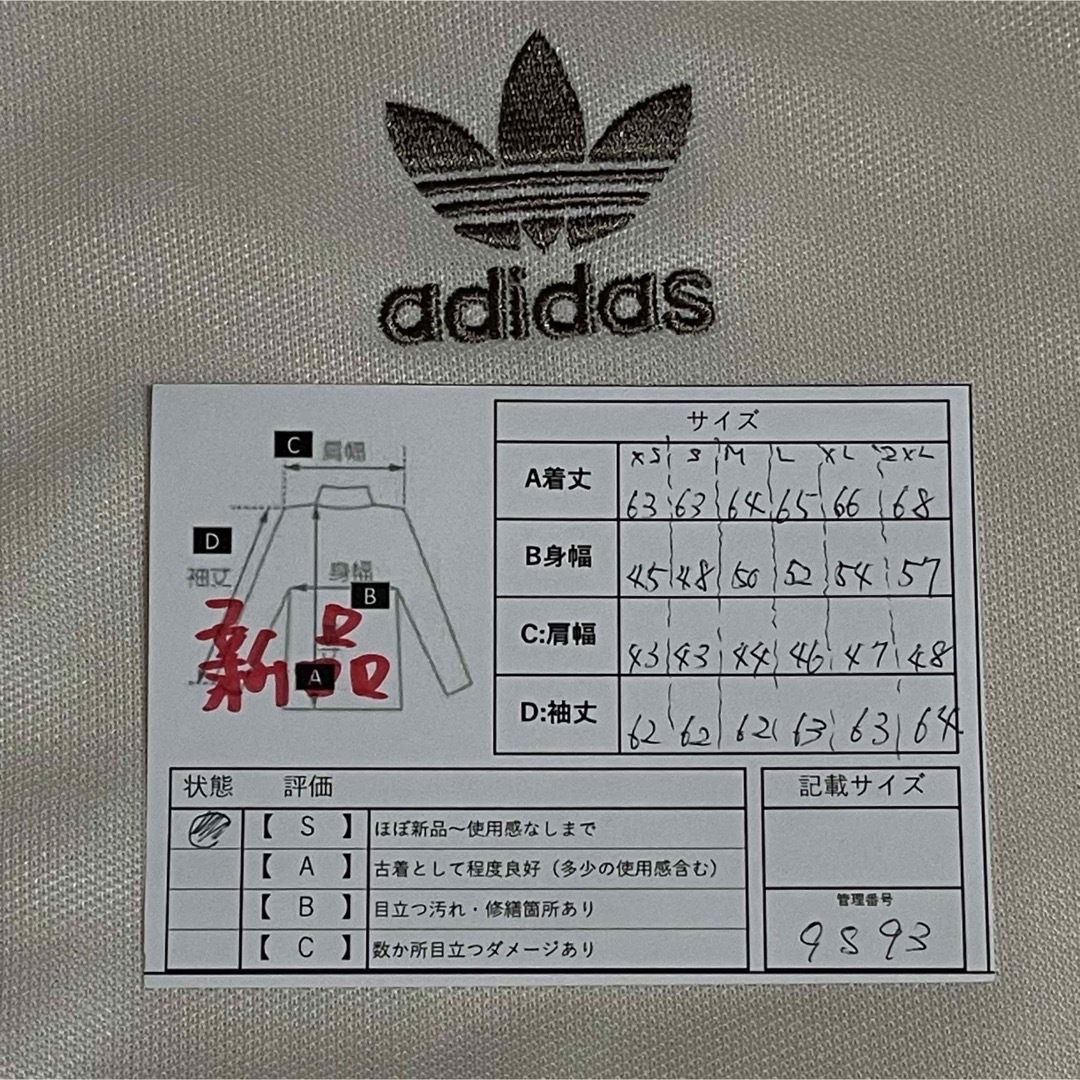 adidas
C 肩幅
D
袖丈
身幅
B
新品
A
サイズ
XS S M L XL 2XL
A着丈 63 63 64 65 66 68
B身幅 45 48 50 52 54 57
C:肩幅 43 43 44 46 47 48
D:袖丈 62 62 62 63 63 64
状態 評価
【 S 】 ほぼ新品〜使用感なしまで
【 A 】 古着として程度良好（多少の使用感含む）
【 B 】 目立つ汚れ・修繕箇所あり
【 C 】 数か所目立つダメージあり
記載サイズ
管理番号
9593